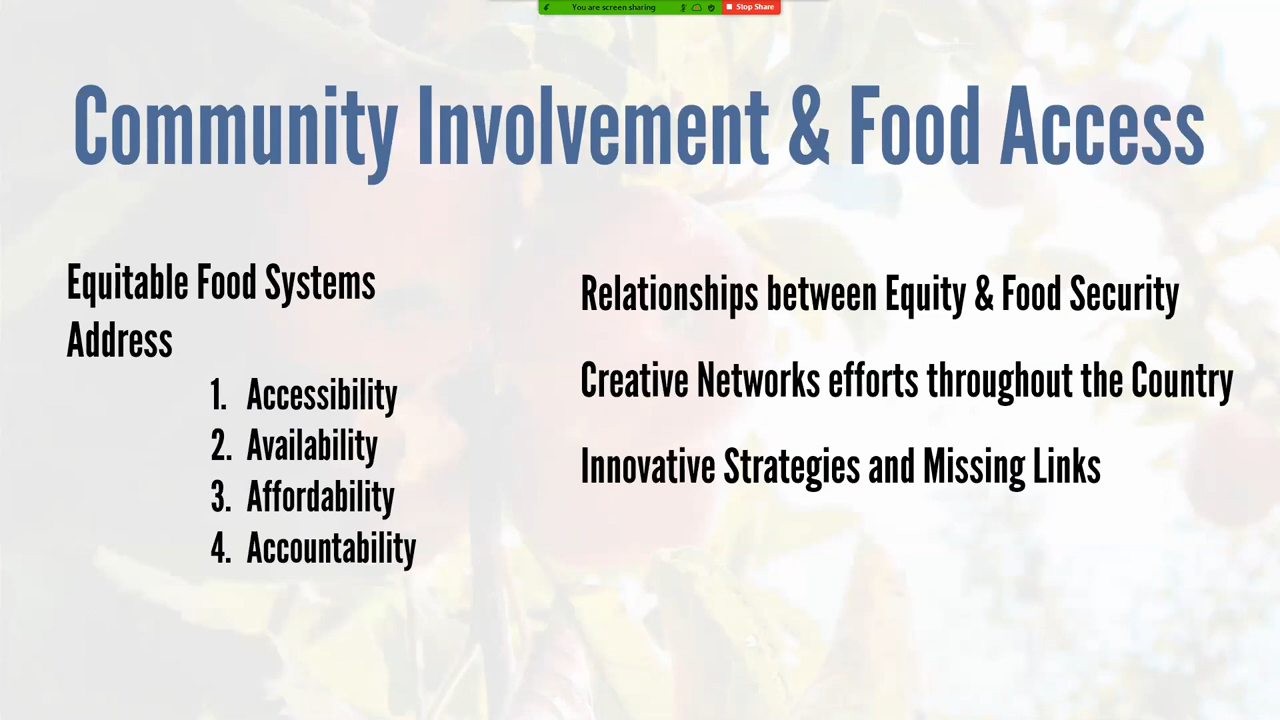 You are screen sharing
Stop Share
Community Involvement & Food Access
Equitable Food Systems
Address
1. Accessibility
2. Availability
3. Affordability
4. Accountability
Relationships between Equity & Food Security
Creative Networks efforts throughout the Country
Innovative Strategies and Missing Links